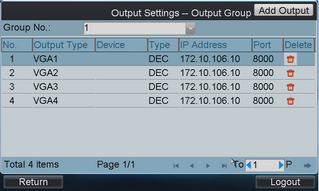 Output Settings -- Output Group Add Output
Group No.: 1
No. Output Type Device Type IP Address Port Delete
1 VGA1 DEC 172.10.106.10 8000
2 VGA2 DEC 172.10.106.10 8000
3 VGA3 DEC 172.10.106.10 8000
4 VGA4 DEC 172.10.106.10 8000
Total 4 items Page 1/1 To 1 P
Return Logout